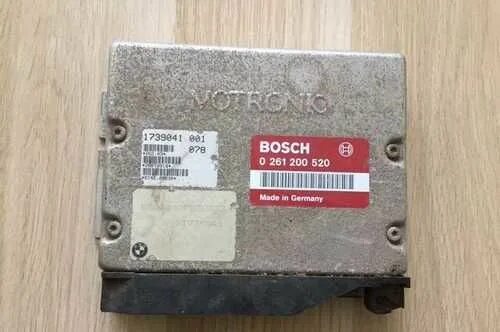 MOTRONIC
1739041 001
078
BOSCH
0 261 200 520
Made in Germany